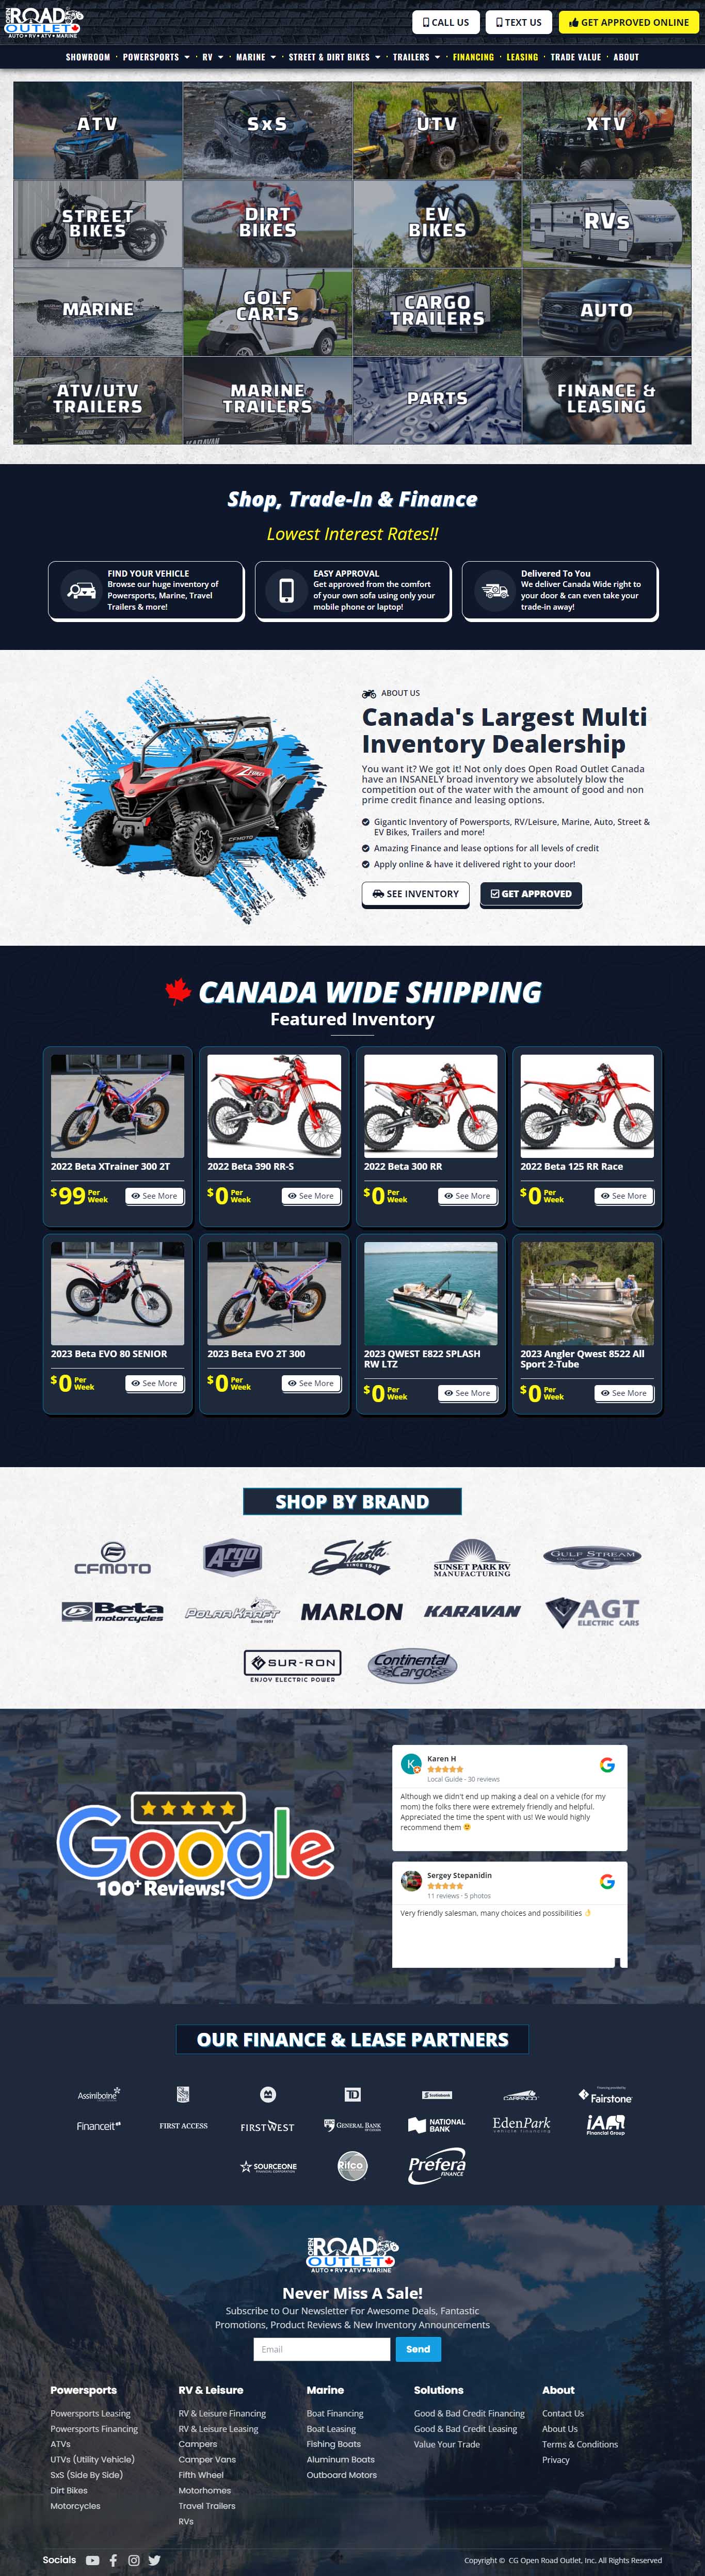 OPEN
ROAD
OUTLET
AUTO • RV • ATV • MARINE
CALL US
TEXT US
GET APPROVED ONLINE
SHOWROOM · POWERSPORTS · RV · MARINE · STREET & DIRT BIKES · TRAILERS · FINANCING · LEASING · TRADE VALUE · ABOUT
ATV
SxS
UTV
XTV
STREET
BIKES
DIRT
BIKES
EV
BIKES
RVs
MARINE
GOLF
CARTS
CARGO
TRAILERS
AUTO
ATV/UTV
TRAILERS
MARINE
TRAILERS
KARAVAN
PARTS
FINANCE &
LEASING
Shop, Trade-In & Finance
Lowest Interest Rates!!
FIND YOUR VEHICLE
Browse our huge inventory of
Powersports, Marine, Travel
Trailers & more!
EASY APPROVAL
Get approved from the comfort
of your own sofa using only your
mobile phone or laptop!
Delivered To You
We deliver Canada Wide right to
your door & can even take your
trade-in away!
ABOUT US
Canada's Largest Multi
Inventory Dealership
You want it? We got it! Not only does Open Road Outlet Canada
have an INSANELY broad inventory we absolutely blow the
competition out of the water with the amount of good and non
prime credit finance and leasing options.
Gigantic Inventory of Powersports, RV/Leisure, Marine, Auto, Street &
EV Bikes, Trailers and more!
Amazing Finance and lease options for all levels of credit
Apply online & have it delivered right to your door!
SEE INVENTORY
GET APPROVED
ZFORCE
CFMOTO
CANADA WIDE SHIPPING
Featured Inventory
2022 Beta XTrainer 300 2T
$99 Per Week
See More
2022 Beta 390 RR-S
$0 Per Week
See More
2022 Beta 300 RR
$0 Per Week
See More
2022 Beta 125 RR Race
$0 Per Week
See More
2023 Beta EVO 80 SENIOR
$0 Per Week
See More
2023 Beta EVO 2T 300
$0 Per Week
See More
2023 QWEST E822 SPLASH
RW LTZ
$0 Per Week
See More
2023 Angler Qwest 8522 All
Sport 2-Tube
$0 Per Week
See More
SHOP BY BRAND
CFMOTO
Argo
Shasta
SINCE 1941
SUNSET PARK RV
MANUFACTURING
GULF STREAM
Beta
motorcycles
POLAR KRAFT
Since 1951
MARLON
KARAVAN
AGT
ELECTRIC CARS
SUR-RON
ENJOY ELECTRIC POWER
Continental
Cargo
Google
100+ Reviews!
Karen H
Local Guide - 30 reviews
Although we didn't end up making a deal on a vehicle (for my
mom) the folks there were extremely friendly and helpful.
Appreciated the time the spent with us! We would highly
recommend them 🙂
Sergey Stepanidin
11 reviews · 5 photos
Very friendly salesman, many choices and possibilities 👌
OUR FINANCE & LEASE PARTNERS
Assiniboine
TD
Scotiabank
CARFINCO
Fairstone
Financeit
FIRST ACCESS
FIRSTWEST
GENERAL BANK
NATIONAL
BANK
EdenPark
vehicle financing
iA
Financial Group
SOURCEONE
FINANCIAL CORPORATION
Rifco
Prefera
FINANCE
OPEN
ROAD
OUTLET
AUTO • RV • ATV • MARINE
Never Miss A Sale!
Subscribe to Our Newsletter For Awesome Deals, Fantastic
Promotions, Product Reviews & New Inventory Announcements
Email
Send
Powersports
Powersports Leasing
Powersports Financing
ATVs
UTVs (Utility Vehicle)
SxS (Side By Side)
Dirt Bikes
Motorcycles
RV & Leisure
RV & Leisure Financing
RV & Leisure Leasing
Campers
Camper Vans
Fifth Wheel
Motorhomes
Travel Trailers
RVs
Marine
Boat Financing
Boat Leasing
Fishing Boats
Aluminum Boats
Outboard Motors
Solutions
Good & Bad Credit Financing
Good & Bad Credit Leasing
Value Your Trade
About
Contact Us
About Us
Terms & Conditions
Privacy
Socials
Copyright © CG Open Road Outlet, Inc. All Rights Reserved